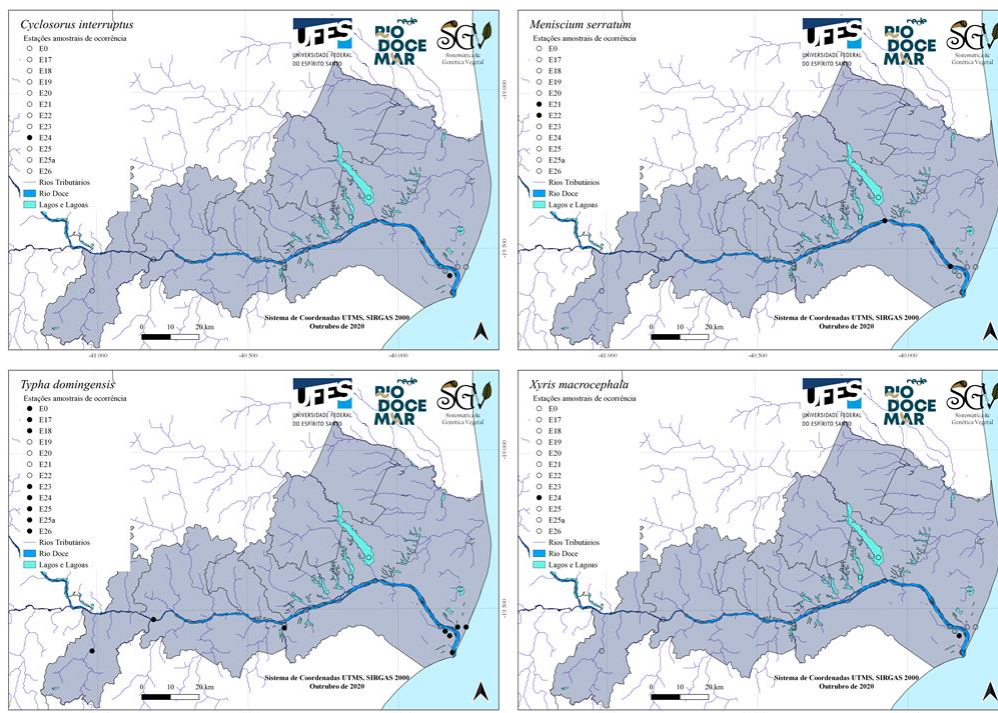 Cyclosorus interruptus
Estações amostrais de ocorrência
E0
E17
E18
E19
E20
E21
E22
E23
E24
E25
E25a
E26
Rios Tributários
Rio Doce
Lagos e Lagoas
UFES
UNIVERSIDADE FEDERAL
DO ESPÍRITO SANTO
rede
RIO
DOCE
MAR
SGV
Sistemática &
Genética Vegetal
-19.000
-19.500
0 10 20 km
Sistema de Coordenadas UTMS, SIRGAS 2000
Outrubro de 2020
-41.000 -40.500 -40.000
Meniscium serratum
Estações amostrais de ocorrência
E0
E17
E18
E19
E20
E21
E22
E23
E24
E25
E25a
E26
Rios Tributários
Rio Doce
Lagos e Lagoas
UFES
UNIVERSIDADE FEDERAL
DO ESPÍRITO SANTO
rede
RIO
DOCE
MAR
SGV
Sistemática &
Genética Vegetal
0 10 20 km
Sistema de Coordenadas UTMS, SIRGAS 2000
Outrubro de 2020
-41.000 -40.500 -40.000
Typha domingensis
Estações amostrais de ocorrência
E0
E17
E18
E19
E20
E21
E22
E23
E24
E25
E25a
E26
Rios Tributários
Rio Doce
Lagos e Lagoas
UFES
UNIVERSIDADE FEDERAL
DO ESPÍRITO SANTO
rede
RIO
DOCE
MAR
SGV
Sistemática &
Genética Vegetal
-19.000
-19.500
0 10 20 km
Sistema de Coordenadas UTMS, SIRGAS 2000
Outrubro de 2020
Xyris macrocephala
Estações amostrais de ocorrência
E0
E17
E18
E19
E20
E21
E22
E23
E24
E25
E25a
E26
Rios Tributários
Rio Doce
Lagos e Lagoas
UFES
UNIVERSIDADE FEDERAL
DO ESPÍRITO SANTO
rede
RIO
DOCE
MAR
SGV
Sistemática &
Genética Vegetal
0 10 20 km
Sistema de Coordenadas UTMS, SIRGAS 2000
Outrubro de 2020